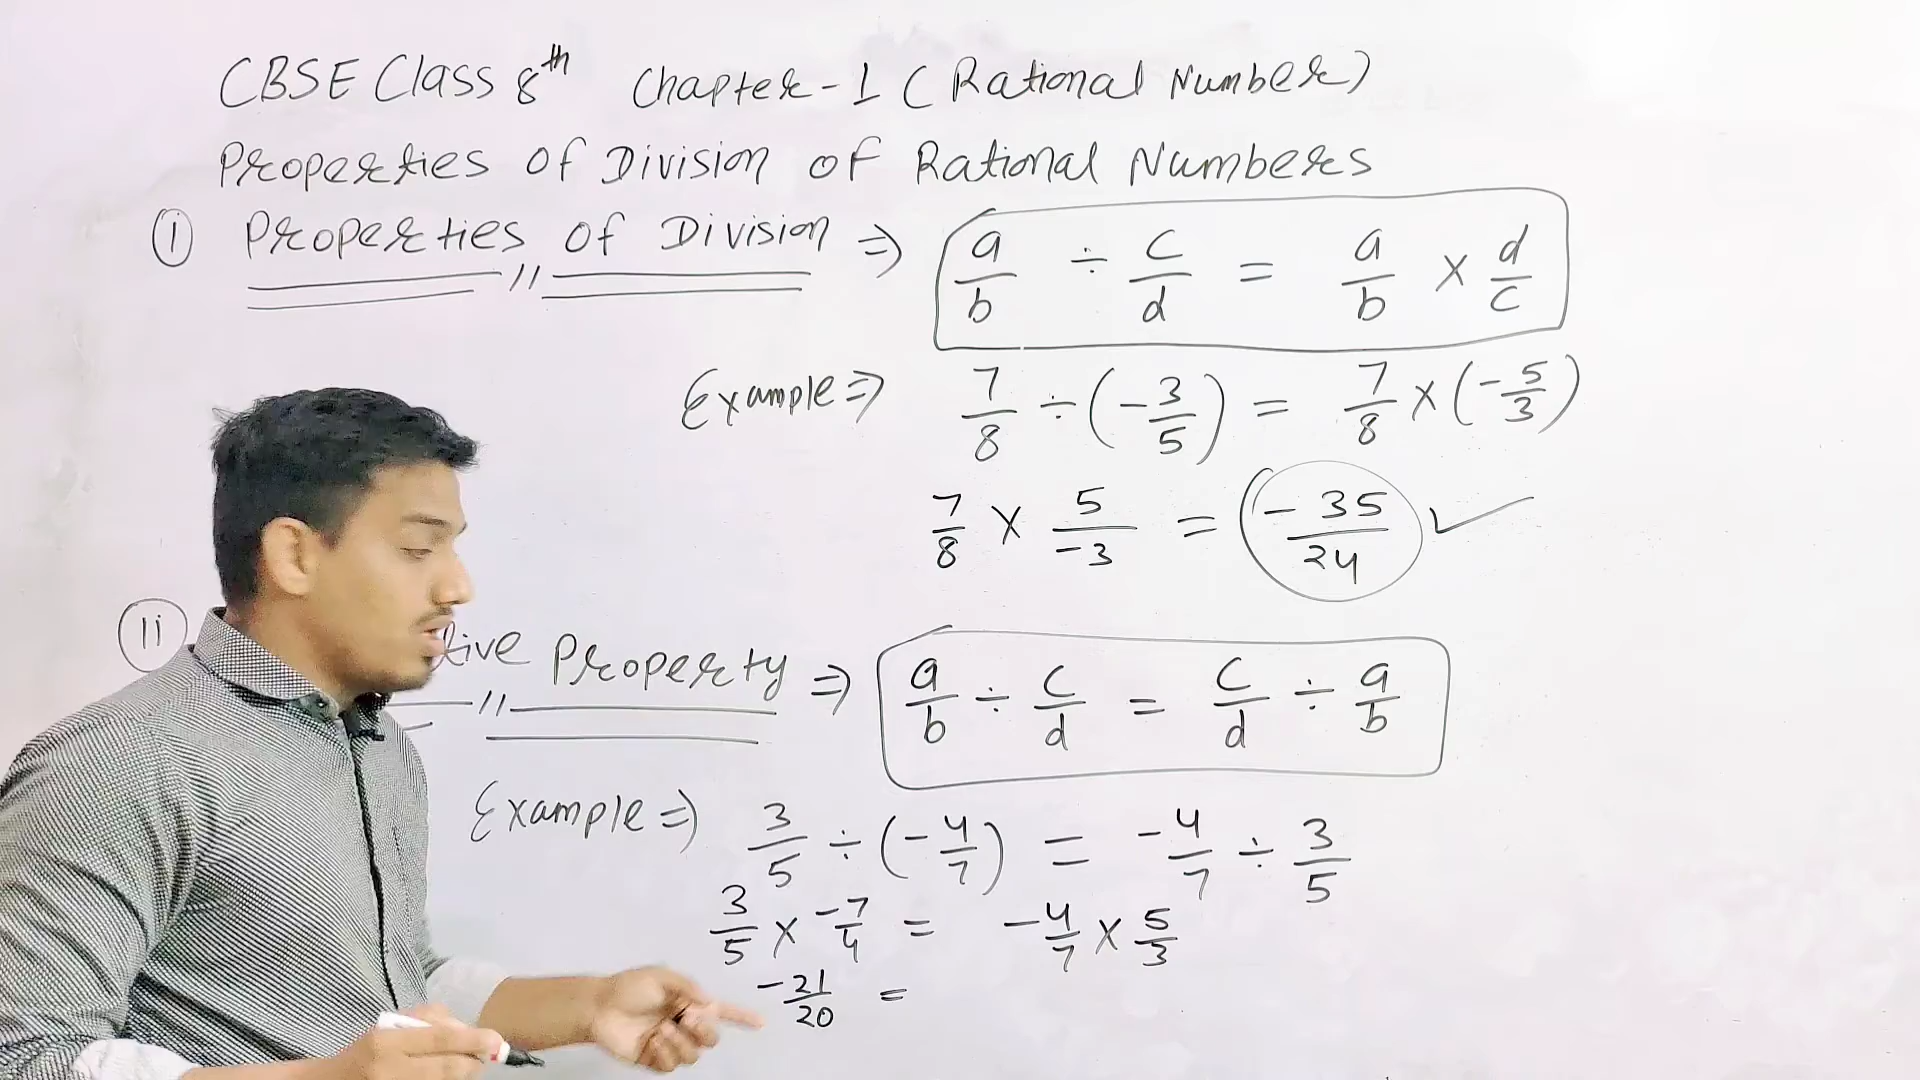 CBSE Class 8th Chapter-1 (Rational Number)
Properties of Division of Rational Numbers
(i) Properties of Division ⇒ a/b ÷ c/d = a/b × d/c
Example ⇒ 7/8 ÷ (-3/5) = 7/8 × (-5/3)
7/8 × 5/-3 = -35/24 ✓
(ii) Property ⇒ a/b ÷ c/d = c/d ÷ a/b
Example ⇒ 3/5 ÷ (-4/7) = -4/7 ÷ 3/5
3/5 × -7/4 = -4/7 × 5/3
-21/20 =